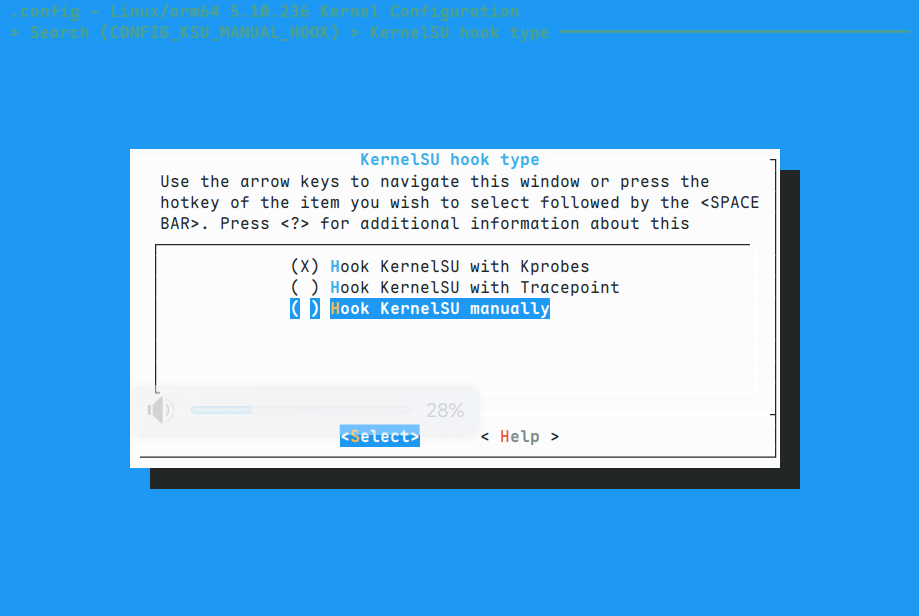 .config - Linux/arm64 5.10.236 Kernel Configuration
> Search (CONFIG_KSU_MANUAL_HOOK) > KernelSU hook type
KernelSU hook type
Use the arrow keys to navigate this window or press the
hotkey of the item you wish to select followed by the <SPACE
BAR>. Press <?> for additional information about this
(X) Hook KernelSU with Kprobes
( ) Hook KernelSU with Tracepoint
( ) Hook KernelSU manually
28%
<Select> < Help >